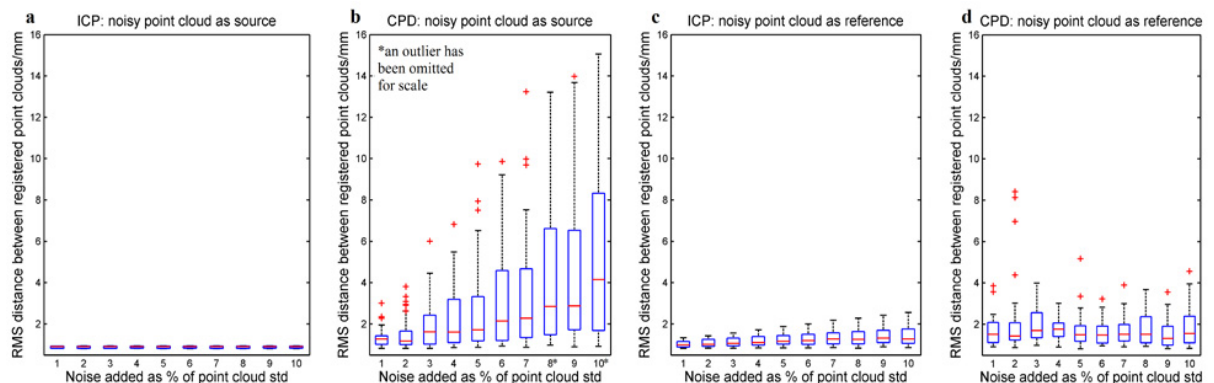 a ICP: noisy point cloud as source
RMS distance between registered point clouds/mm
16
14
12
10
8
6
4
2
1 2 3 4 5 6 7 8 9 10
Noise added as % of point cloud std
b CPD: noisy point cloud as source
*an outlier has
been omitted
for scale
RMS distance between registered point clouds/mm
16
14
12
10
8
6
4
2
1 2 3 4 5 6 7 8* 9 10*
Noise added as % of point cloud std
c ICP: noisy point cloud as reference
RMS distance between registered point clouds/mm
16
14
12
10
8
6
4
2
1 2 3 4 5 6 7 8 9 10
Noise added as % of point cloud std
d CPD: noisy point cloud as reference
RMS distance between registered point clouds/mm
16
14
12
10
8
6
4
2
1 2 3 4 5 6 7 8 9 10
Noise added as % of point cloud std